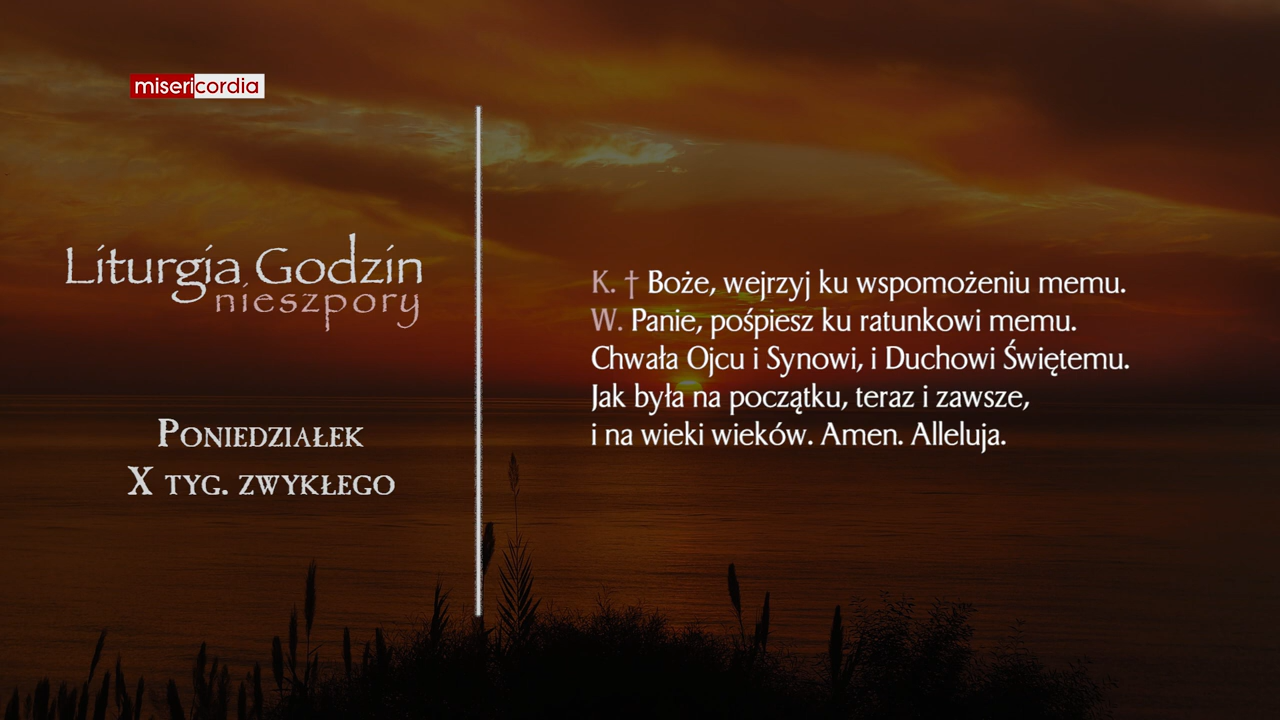 misericordia
Liturgia Godzin
nieszpory
Poniedziałek
X tyg. zwykłego
K. † Boże, wejrzyj ku wspomożeniu memu.
W. Panie, pośpiesz ku ratunkowi memu.
Chwała Ojcu i Synowi, i Duchowi Świętemu.
Jak była na początku, teraz i zawsze,
i na wieki wieków. Amen. Alleluja.